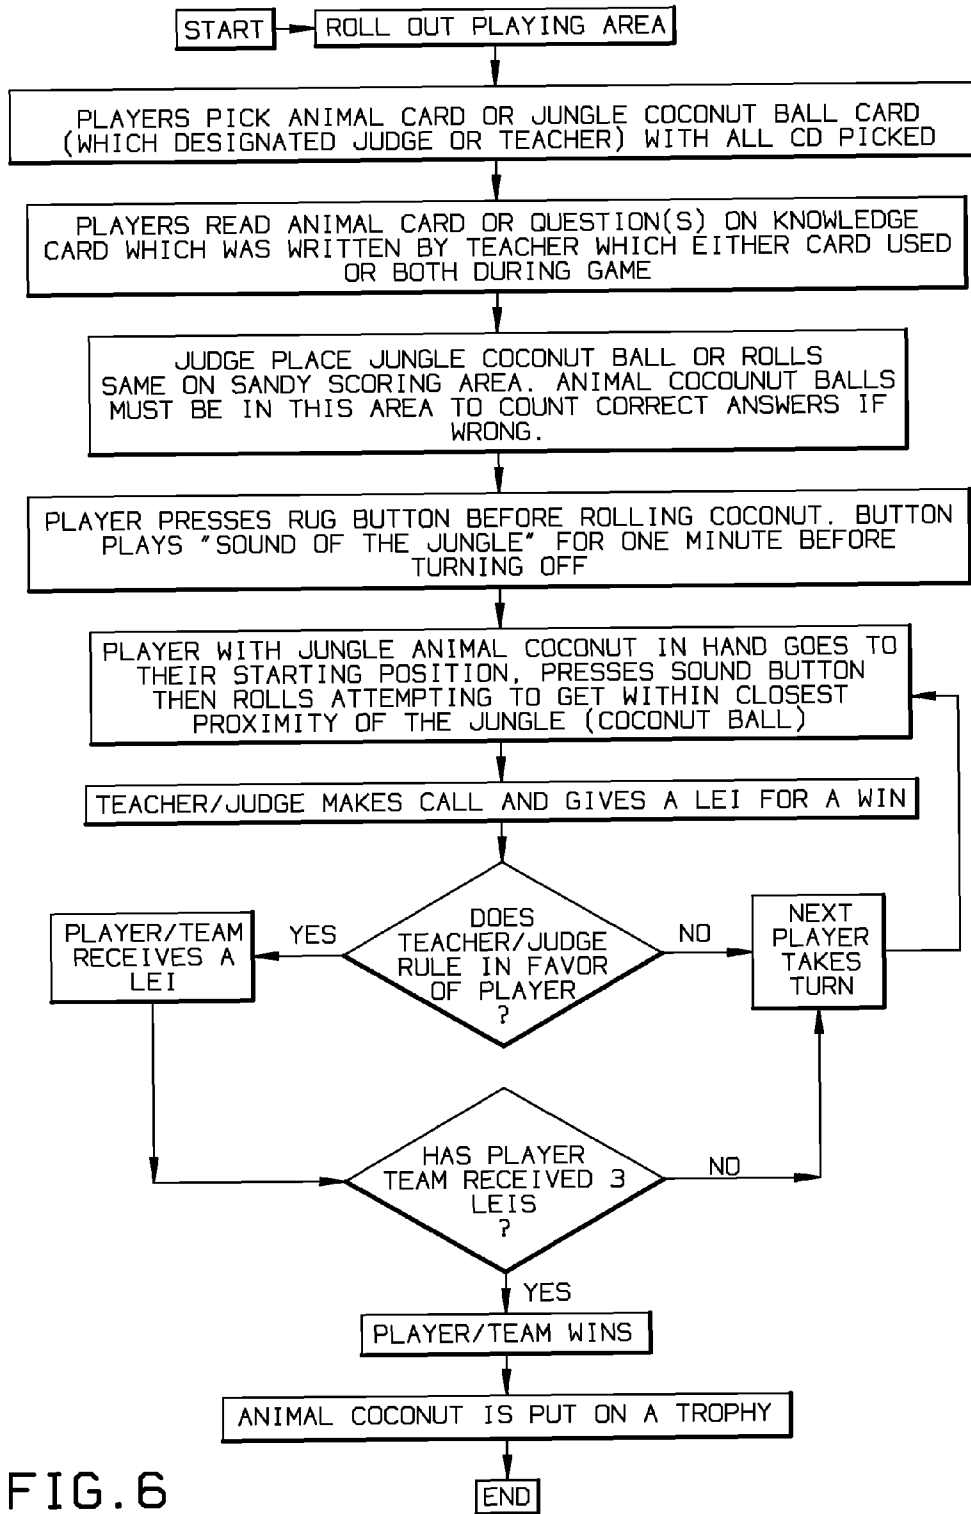 START
ROLL OUT PLAYING AREA
PLAYERS PICK ANIMAL CARD OR JUNGLE COCONUT BALL CARD
(WHICH DESIGNATED JUDGE OR TEACHER) WITH ALL CD PICKED
PLAYERS READ ANIMAL CARD OR QUESTION(S) ON KNOWLEDGE
CARD WHICH WAS WRITTEN BY TEACHER WHICH EITHER CARD USED
OR BOTH DURING GAME
JUDGE PLACE JUNGLE COCONUT BALL OR ROLLS
SAME ON SANDY SCORING AREA. ANIMAL COCOUNUT BALLS
MUST BE IN THIS AREA TO COUNT CORRECT ANSWERS IF
WRONG.
PLAYER PRESSES RUG BUTTON BEFORE ROLLING COCONUT. BUTTON
PLAYS "SOUND OF THE JUNGLE" FOR ONE MINUTE BEFORE
TURNING OFF
PLAYER WITH JUNGLE ANIMAL COCONUT IN HAND GOES TO
THEIR STARTING POSITION, PRESSES SOUND BUTTON
THEN ROLLS ATTEMPTING TO GET WITHIN CLOSEST
PROXIMITY OF THE JUNGLE (COCONUT BALL)
TEACHER/JUDGE MAKES CALL AND GIVES A LEI FOR A WIN
DOES
TEACHER/JUDGE
RULE IN FAVOR
OF PLAYER
?
YES
NO
PLAYER/TEAM
RECEIVES A
LEI
NEXT
PLAYER
TAKES
TURN
HAS PLAYER
TEAM RECEIVED 3
LEIS
?
NO
YES
PLAYER/TEAM WINS
ANIMAL COCONUT IS PUT ON A TROPHY
END
FIG.6